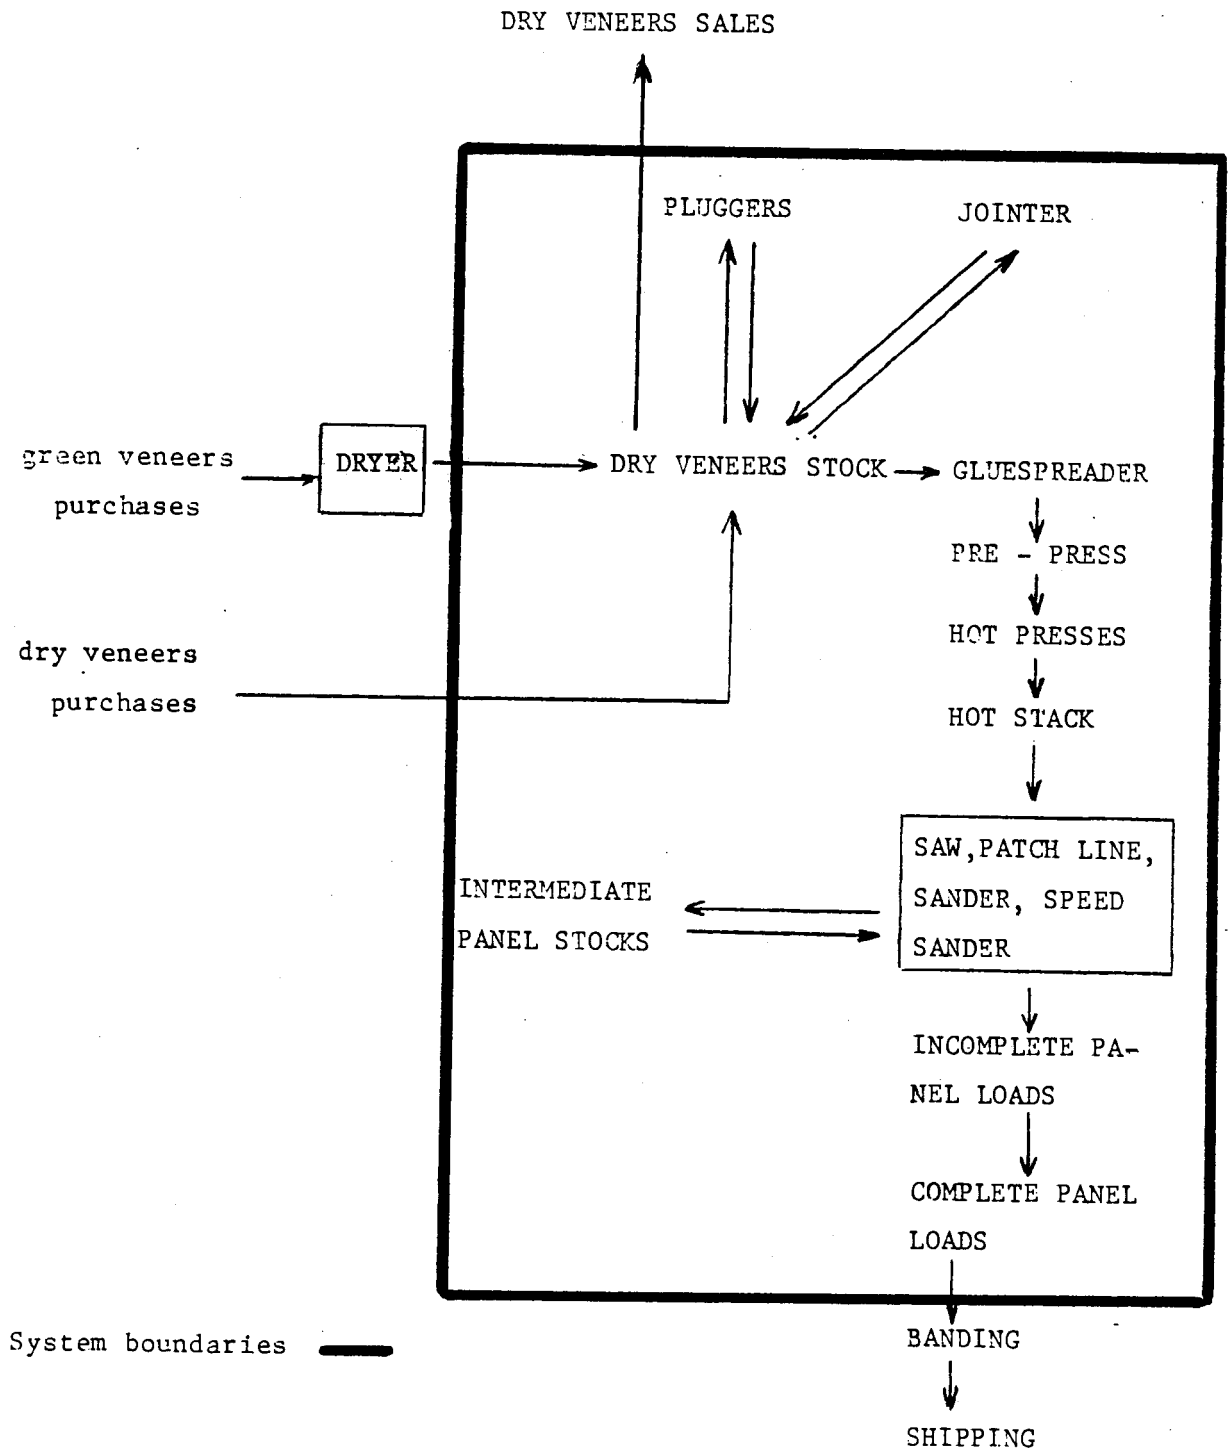 DRY VENEERS SALES
PLUGGERS
JOINTER
green veneers
purchases
DRYER
DRY VENEERS STOCK
GLUESPREADER
PRE - PRESS
HOT PRESSES
HOT STACK
dry veneers
purchases
SAW,PATCH LINE,
SANDER, SPEED
SANDER
INTERMEDIATE
PANEL STOCKS
INCOMPLETE PA-
NEL LOADS
COMPLETE PANEL
LOADS
BANDING
SHIPPING
System boundaries